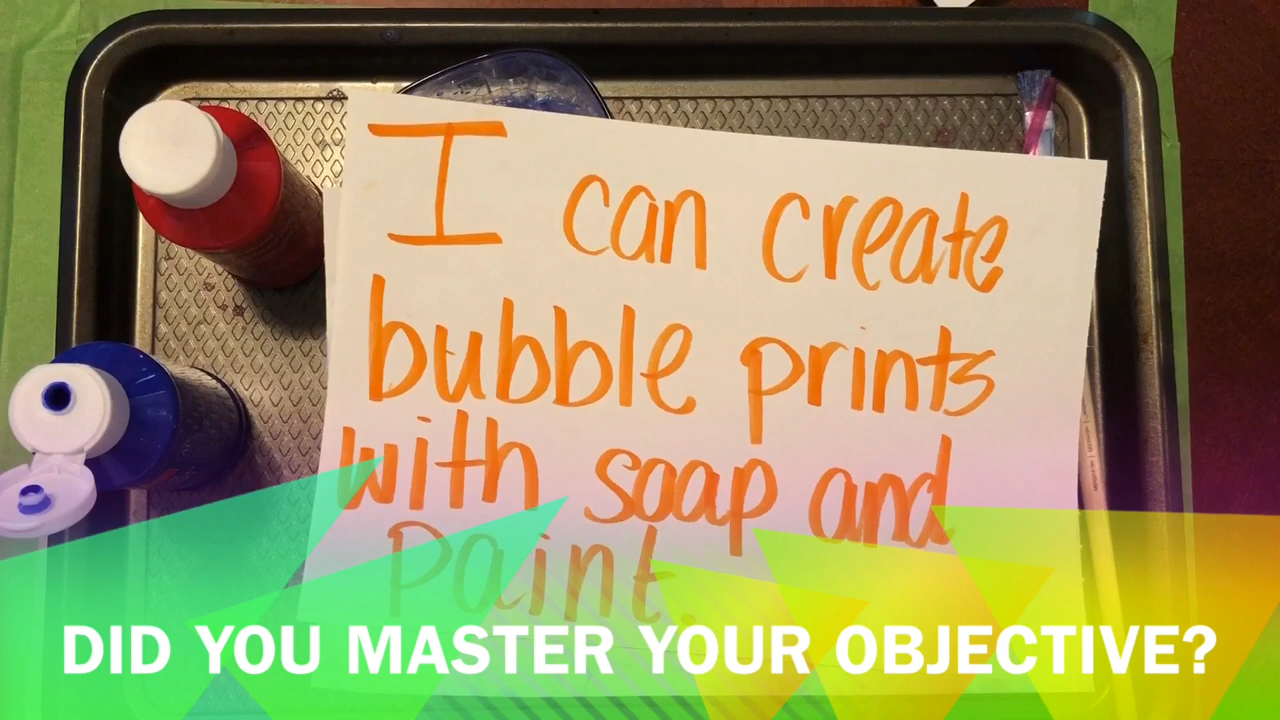 I can create
bubble prints
with soap and
Paint.
DID YOU MASTER YOUR OBJECTIVE?